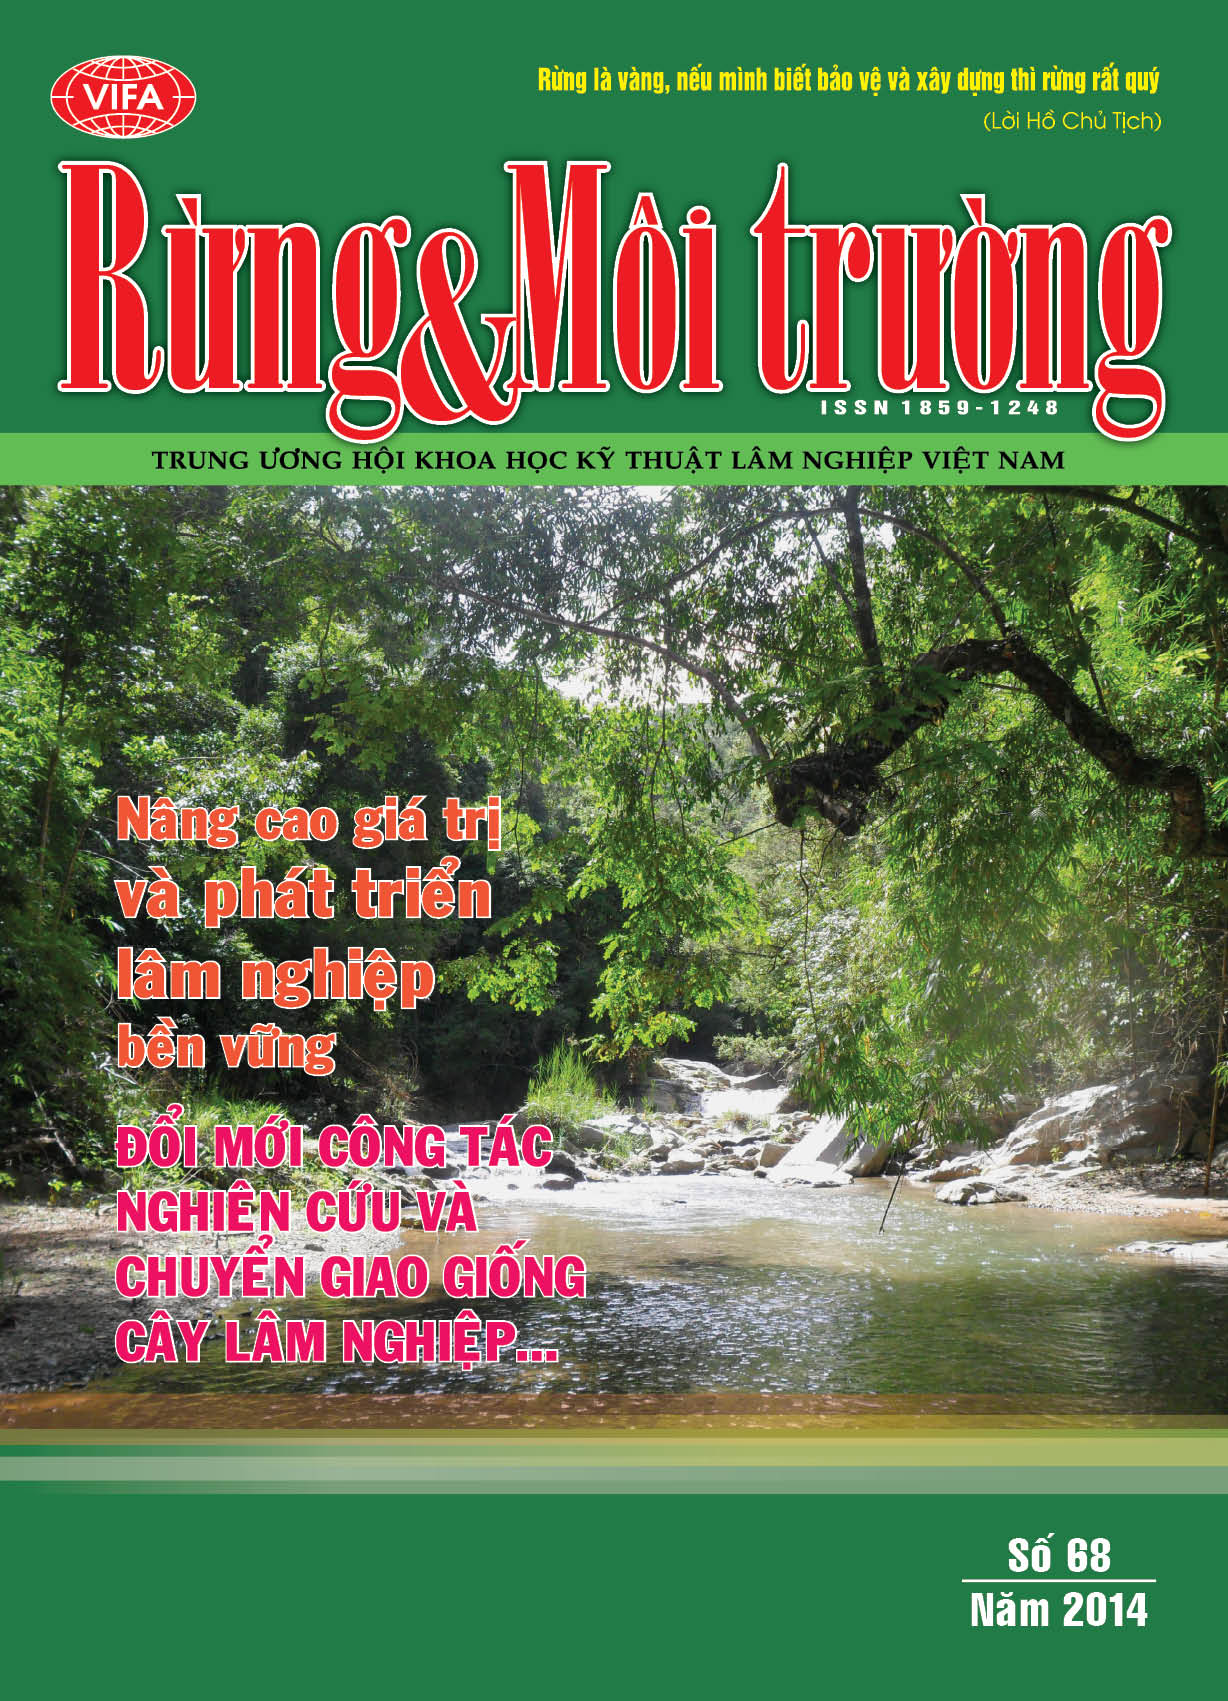 VIFA
Rừng là vàng, nếu mình biết bảo vệ và xây dựng thì rừng rất quý
(Lời Hồ Chủ Tịch)
Rừng&Môi trường
ISSN 1859-1248
TRUNG ƯƠNG HỘI KHOA HỌC KỸ THUẬT LÂM NGHIỆP VIỆT NAM
Nâng cao giá trị
và phát triển
lâm nghiệp
bền vững
ĐỔI MỚI CÔNG TÁC
NGHIÊN CỨU VÀ
CHUYỂN GIAO GIỐNG
CÂY LÂM NGHIỆP...
Số 68
Năm 2014